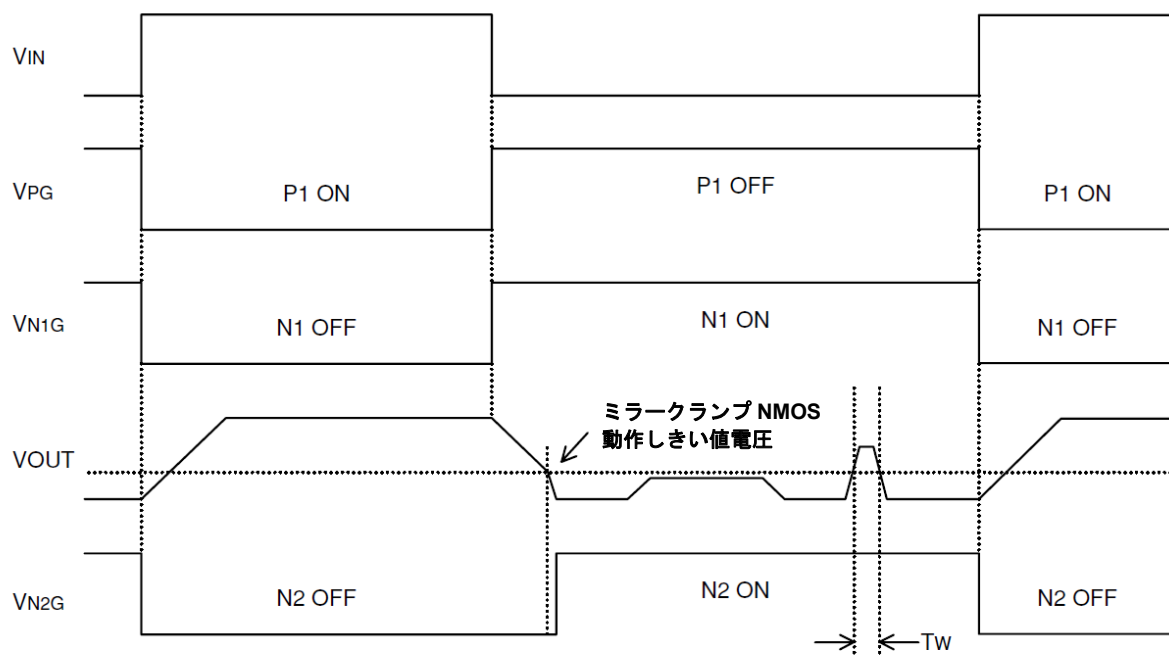 VIN
VPG
P1 ON
P1 OFF
P1 ON
VN1G
N1 OFF
N1 ON
N1 OFF
ミラークランプ NMOS
動作しきい値電圧
VOUT
VN2G
N2 OFF
N2 ON
N2 OFF
TW